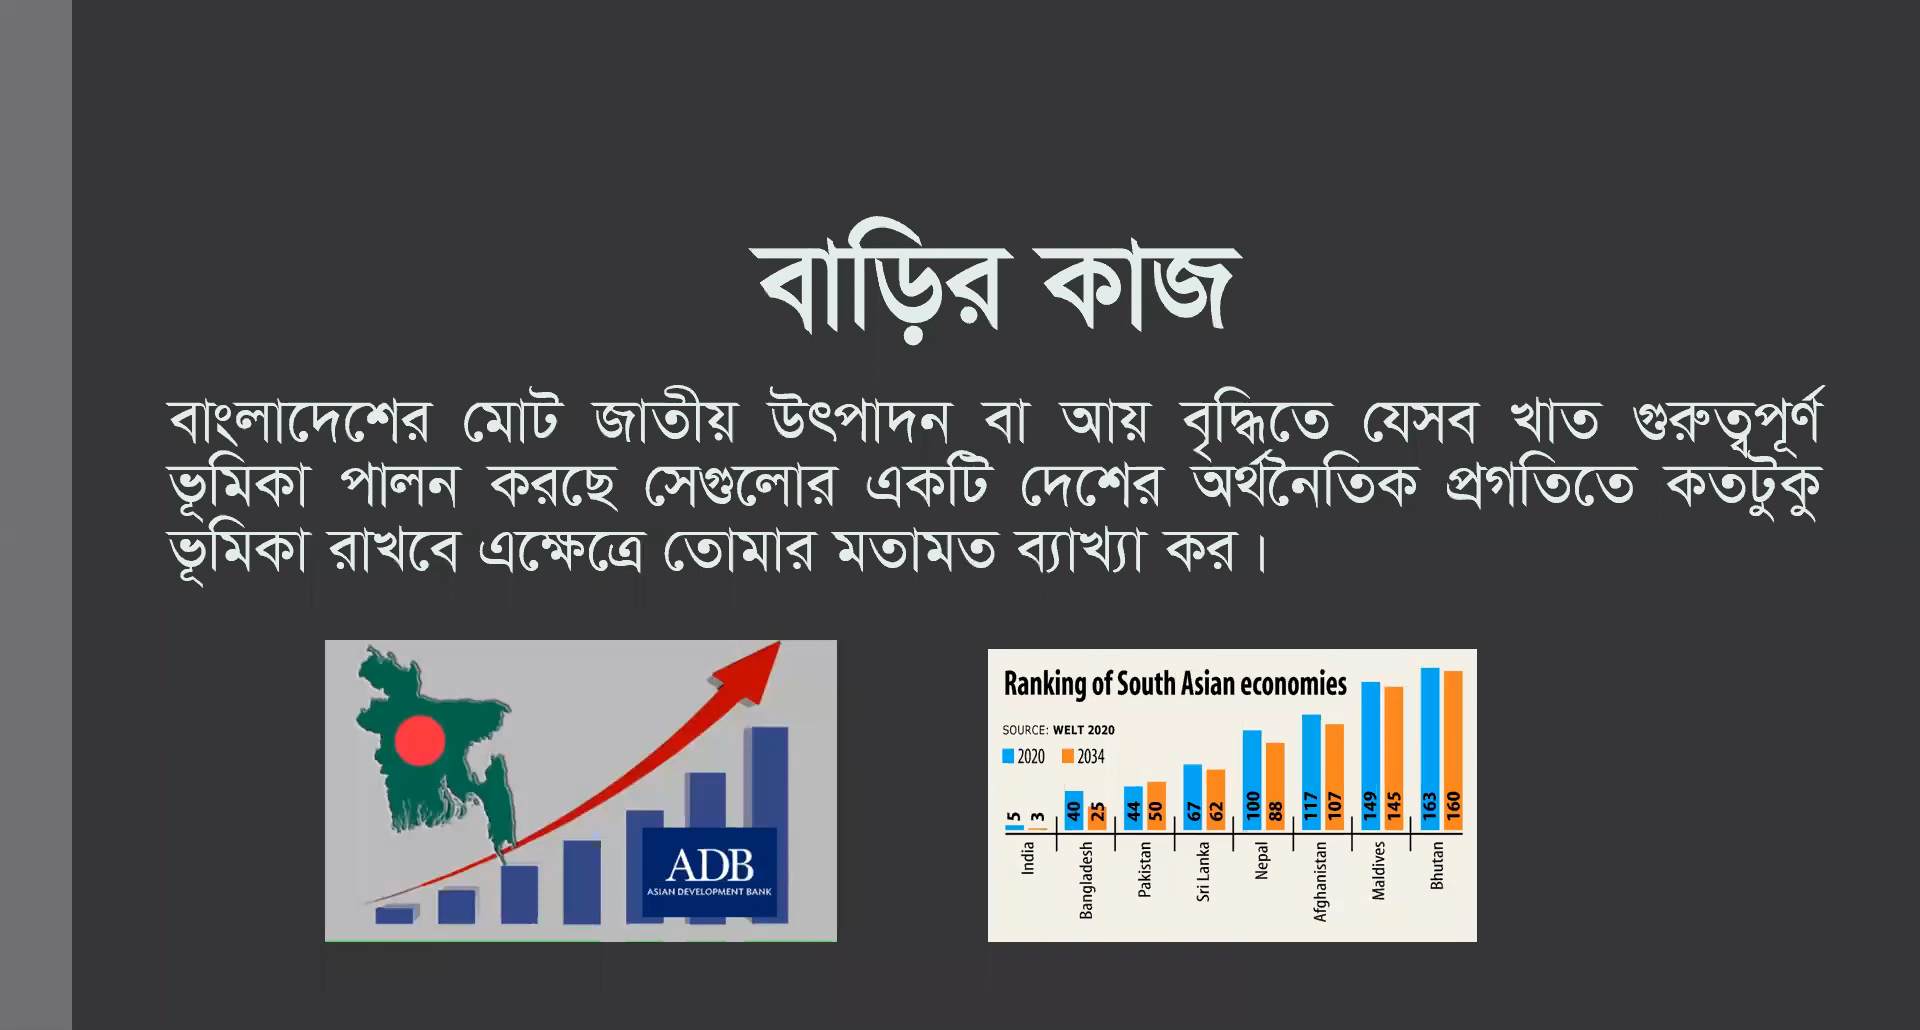 বাড়ির কাজ
বাংলাদেশের মোট জাতীয় উৎপাদন বা আয় বৃদ্ধিতে যেসব খাত গুরুত্বপূর্ণ
ভূমিকা পালন করছে সেগুলোর একটি দেশের অর্থনৈতিক প্রগতিতে কতটুকু
ভূমিকা রাখবে এক্ষেত্রে তোমার মতামত ব্যাখ্যা কর।
ADB
ASIAN DEVELOPMENT BANK
Ranking of South Asian economies
SOURCE: WELT 2020
2020 2034
5 3 40 25 44 50 67 62 100 88 117 107 149 145 163 160
India Bangladesh Pakistan Sri Lanka Nepal Afghanistan Maldives Bhutan